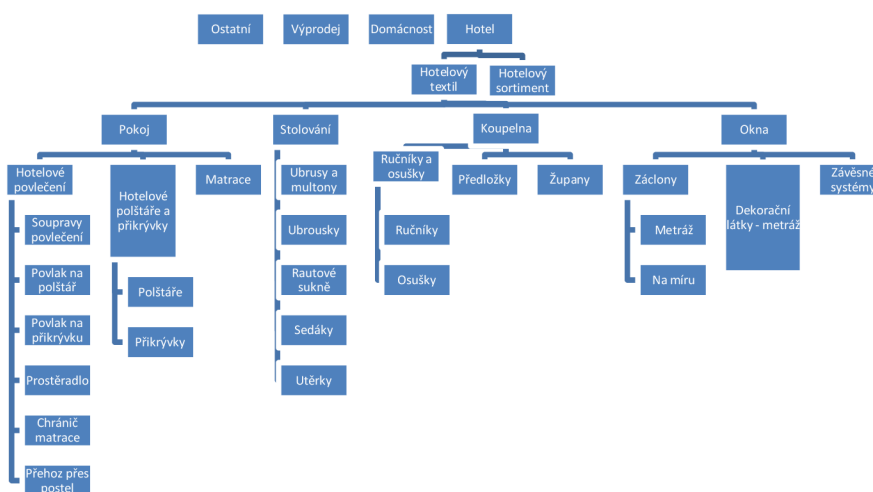 Ostatní
Výprodej
Domácnost
Hotel
Hotelový
textil
Hotelový
sortiment
Pokoj
Stolování
Koupelna
Okna
Hotelové
povlečení
Hotelové
polštáře a
přikrývky
Matrace
Ubrusy a
multony
Ručníky a
osušky
Předložky
Župany
Záclony
Dekorační
látky - metráž
Závěsné
systémy
Soupravy
povlečení
Povlak na
polštář
Povlak na
přikrývku
Prostěradlo
Chránič
matrace
Přehoz přes
postel
Polštáře
Přikrývky
Ubrousky
Rautové
sukně
Sedáky
Utěrky
Ručníky
Osušky
Metráž
Na míru